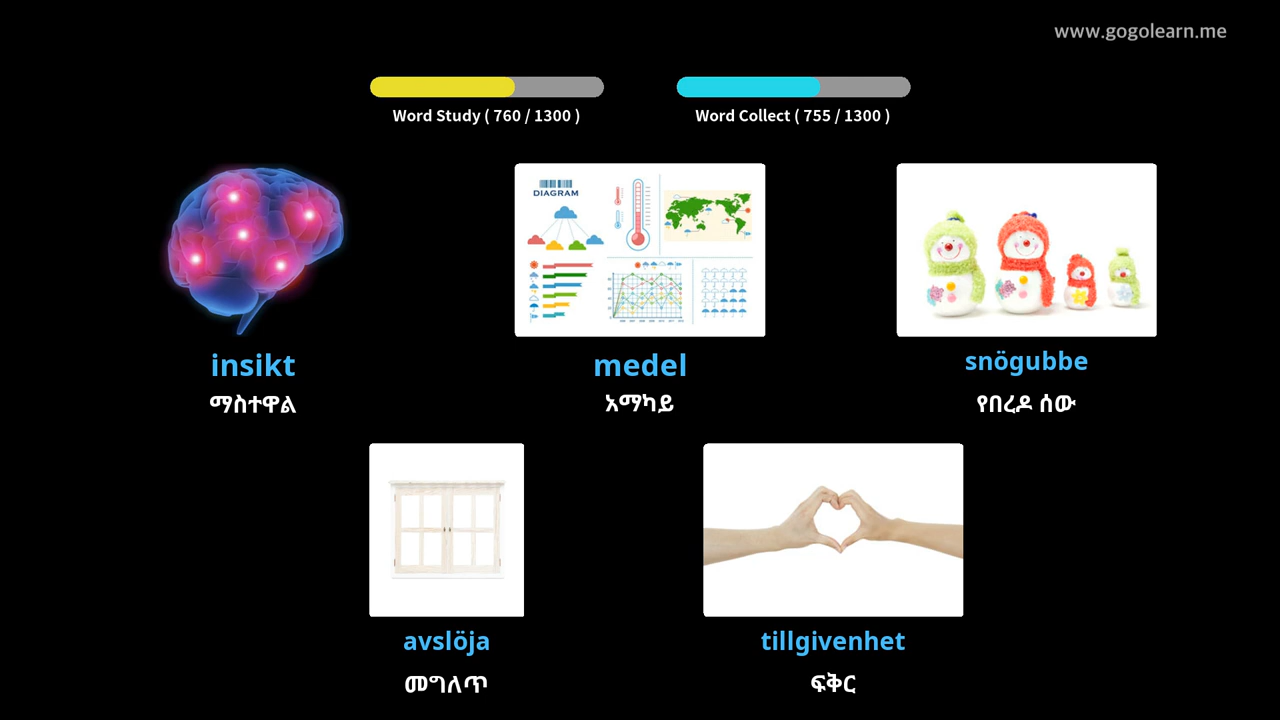 www.gogolearn.me
Word Study ( 760 / 1300 )
Word Collect ( 755 / 1300 )
DIAGRAM
insikt
medel
snögubbe
ማስተዋል
አማካይ
የበረዶ ሰው
avslöja
tillgivenhet
መግለጥ
ፍቅር